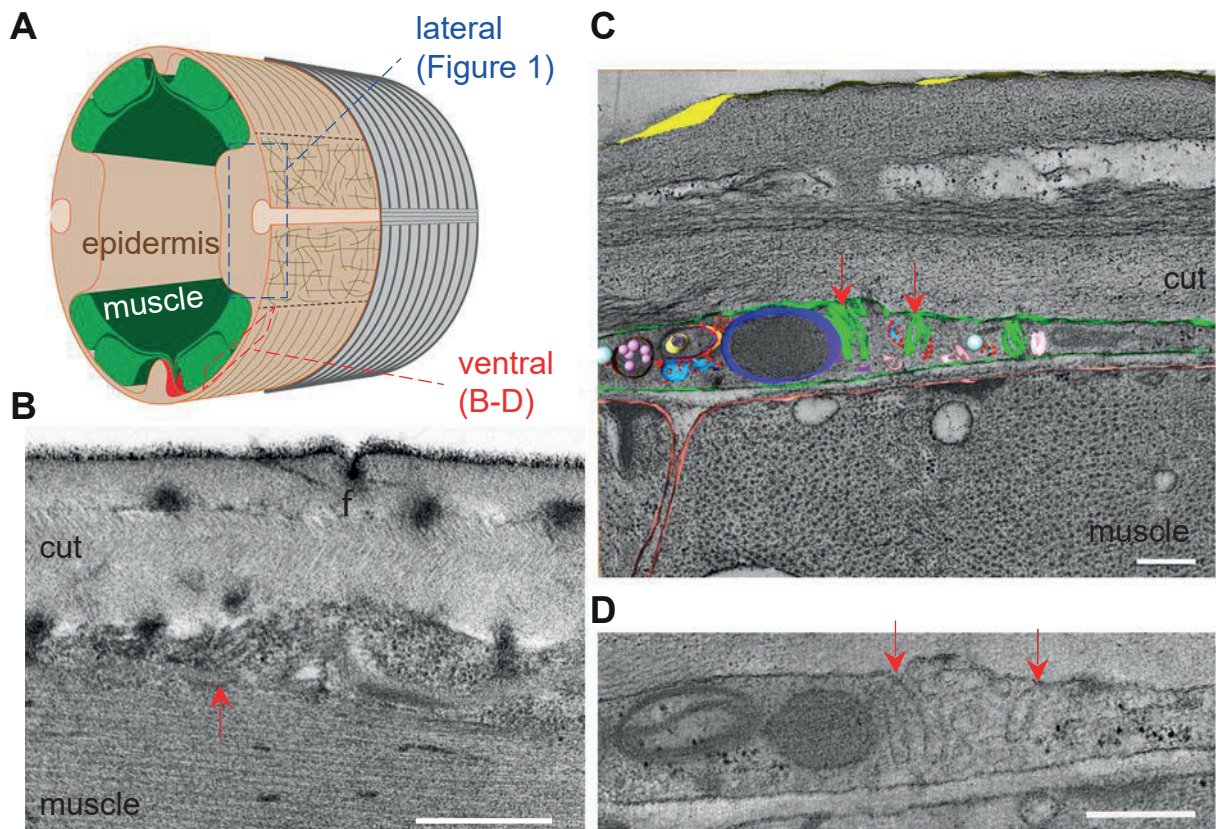 A
lateral
(Figure 1)
epidermis
muscle
ventral
(B-D)
B
f
cut
muscle
C
cut
muscle
D